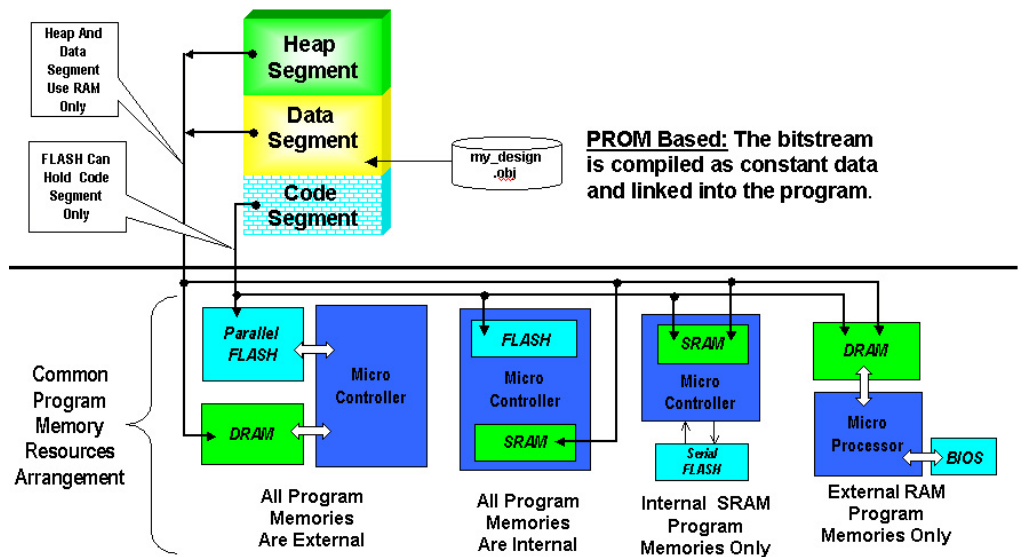 Heap And
Data
Segment
Use RAM
Only
FLASH Can
Hold Code
Segment
Only
Heap
Segment
Data
Segment
Code
Segment
my_design
.obj
PROM Based: The bitstream
is compiled as constant data
and linked into the program.
Common
Program
Memory
Resources
Arrangement
Parallel
FLASH
DRAM
Micro
Controller
All Program
Memories
Are External
FLASH
Micro
Controller
SRAM
All Program
Memories
Are Internal
SRAM
Micro
Controller
Serial
FLASH
Internal SRAM
Program
Memories Only
DRAM
Micro
Processor
BIOS
External RAM
Program
Memories Only